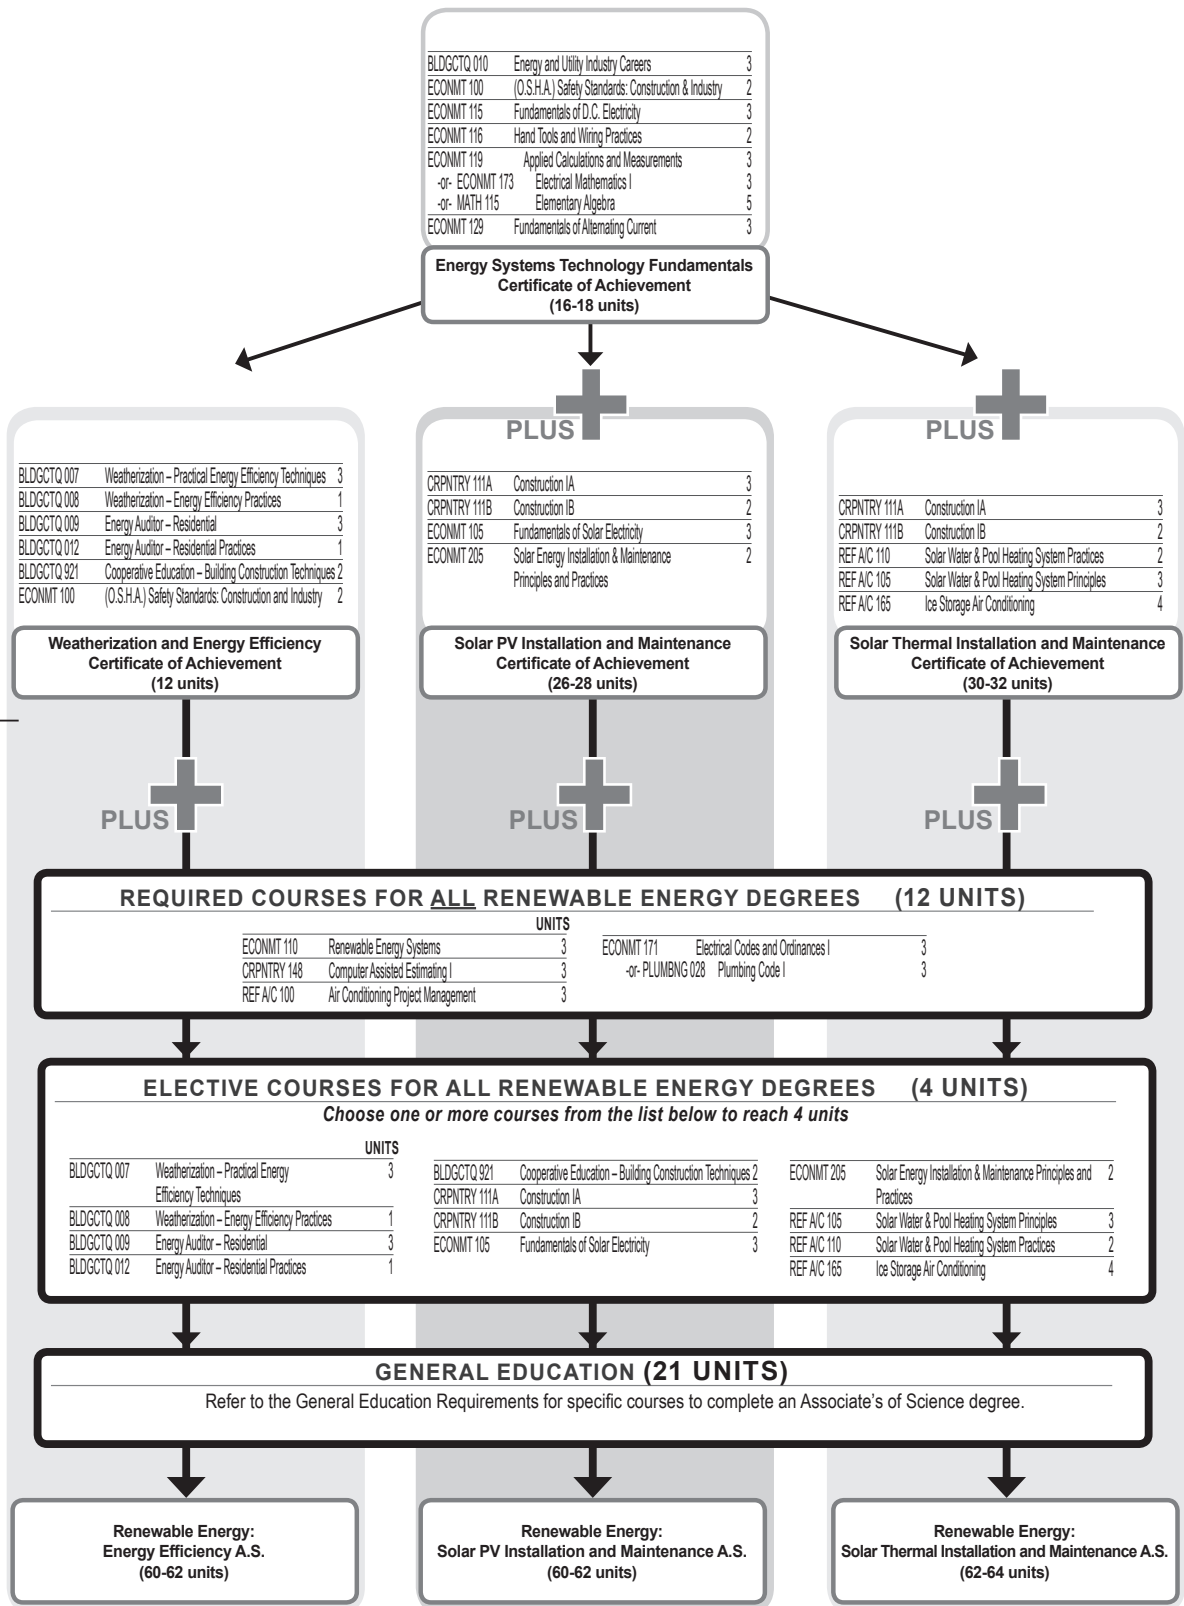 BLDGCTQ 010 Energy and Utility Industry Careers 3
ECONMT 100 (O.S.H.A.) Safety Standards: Construction & Industry 2
ECONMT 115 Fundamentals of D.C. Electricity 3
ECONMT 116 Hand Tools and Wiring Practices 2
ECONMT 119 Applied Calculations and Measurements 3
-or- ECONMT 173 Electrical Mathematics I 3
-or- MATH 115 Elementary Algebra 5
ECONMT 129 Fundamentals of Alternating Current 3
Energy Systems Technology Fundamentals
Certificate of Achievement
(16-18 units)
BLDGCTQ 007 Weatherization – Practical Energy Efficiency Techniques 3
BLDGCTQ 008 Weatherization – Energy Efficiency Practices 1
BLDGCTQ 009 Energy Auditor – Residential 3
BLDGCTQ 012 Energy Auditor – Residential Practices 1
BLDGCTQ 921 Cooperative Education – Building Construction Techniques 2
ECONMT 100 (O.S.H.A.) Safety Standards: Construction and Industry 2
Weatherization and Energy Efficiency
Certificate of Achievement
(12 units)
PLUS
PLUS
CRPNTRY 111A Construction IA 3
CRPNTRY 111B Construction IB 2
ECONMT 105 Fundamentals of Solar Electricity 3
ECONMT 205 Solar Energy Installation & Maintenance 2
Principles and Practices
Solar PV Installation and Maintenance
Certificate of Achievement
(26-28 units)
PLUS
PLUS
CRPNTRY 111A Construction IA 3
CRPNTRY 111B Construction IB 2
REF A/C 110 Solar Water & Pool Heating System Practices 2
REF A/C 105 Solar Water & Pool Heating System Principles 3
REF A/C 165 Ice Storage Air Conditioning 4
Solar Thermal Installation and Maintenance
Certificate of Achievement
(30-32 units)
PLUS
REQUIRED COURSES FOR ALL RENEWABLE ENERGY DEGREES (12 UNITS)
UNITS
ECONMT 110 Renewable Energy Systems 3
CRPNTRY 148 Computer Assisted Estimating I 3
REF A/C 100 Air Conditioning Project Management 3
ECONMT 171 Electrical Codes and Ordinances I 3
-or- PLUMBNG 028 Plumbing Code I 3
ELECTIVE COURSES FOR ALL RENEWABLE ENERGY DEGREES (4 UNITS)
Choose one or more courses from the list below to reach 4 units
UNITS
BLDGCTQ 007 Weatherization – Practical Energy 3
Efficiency Techniques
BLDGCTQ 008 Weatherization – Energy Efficiency Practices 1
BLDGCTQ 009 Energy Auditor – Residential 3
BLDGCTQ 012 Energy Auditor – Residential Practices 1
BLDGCTQ 921 Cooperative Education – Building Construction Techniques 2
CRPNTRY 111A Construction IA 3
CRPNTRY 111B Construction IB 2
ECONMT 105 Fundamentals of Solar Electricity 3
ECONMT 205 Solar Energy Installation & Maintenance Principles and 2
Practices
REF A/C 105 Solar Water & Pool Heating System Principles 3
REF A/C 110 Solar Water & Pool Heating System Practices 2
REF A/C 165 Ice Storage Air Conditioning 4
GENERAL EDUCATION (21 UNITS)
Refer to the General Education Requirements for specific courses to complete an Associate's of Science degree.
Renewable Energy:
Energy Efficiency A.S.
(60-62 units)
Renewable Energy:
Solar PV Installation and Maintenance A.S.
(60-62 units)
Renewable Energy:
Solar Thermal Installation and Maintenance A.S.
(62-64 units)